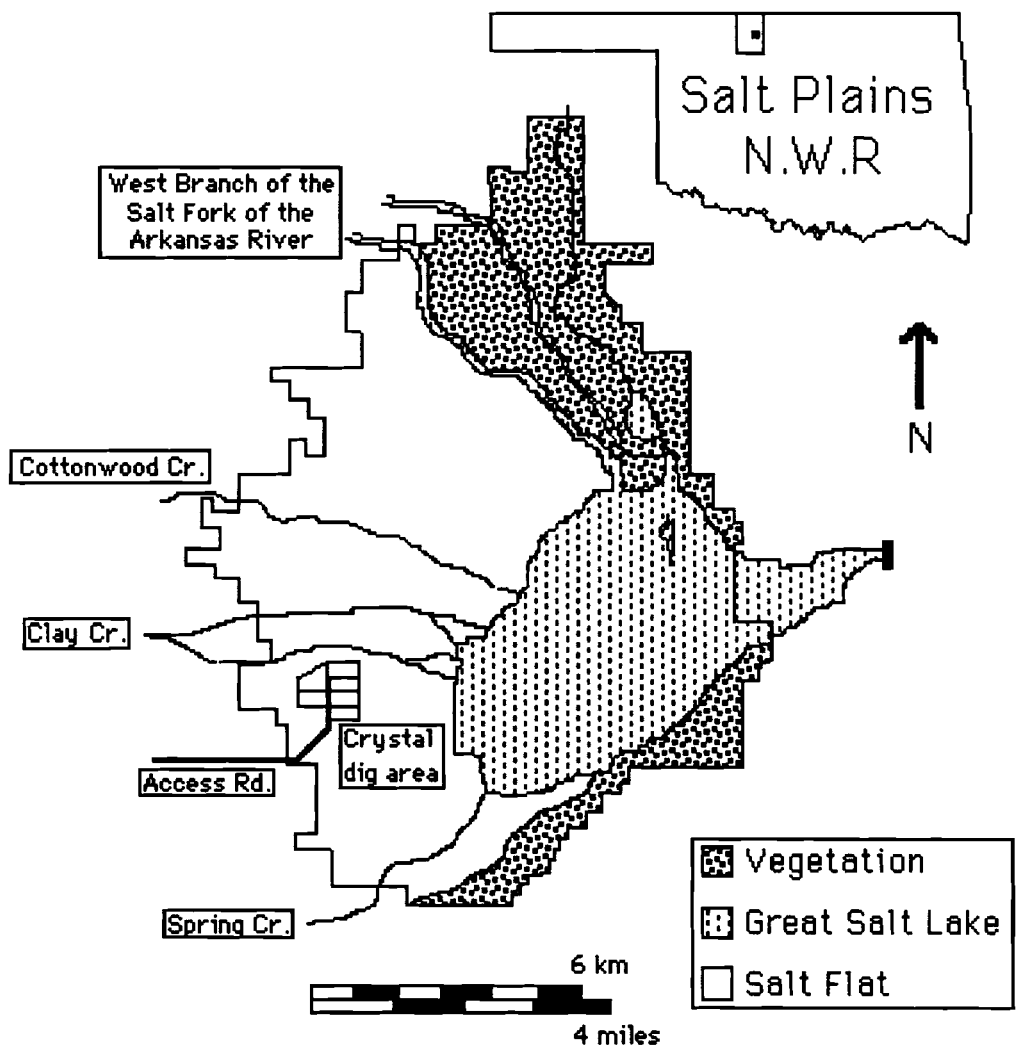 Salt Plains
N.W.R
West Branch of the
Salt Fork of the
Arkansas River
N
Cottonwood Cr.
Clay Cr.
Crystal
dig area
Access Rd.
Spring Cr.
Vegetation
Great Salt Lake
Salt Flat
6 km
4 miles